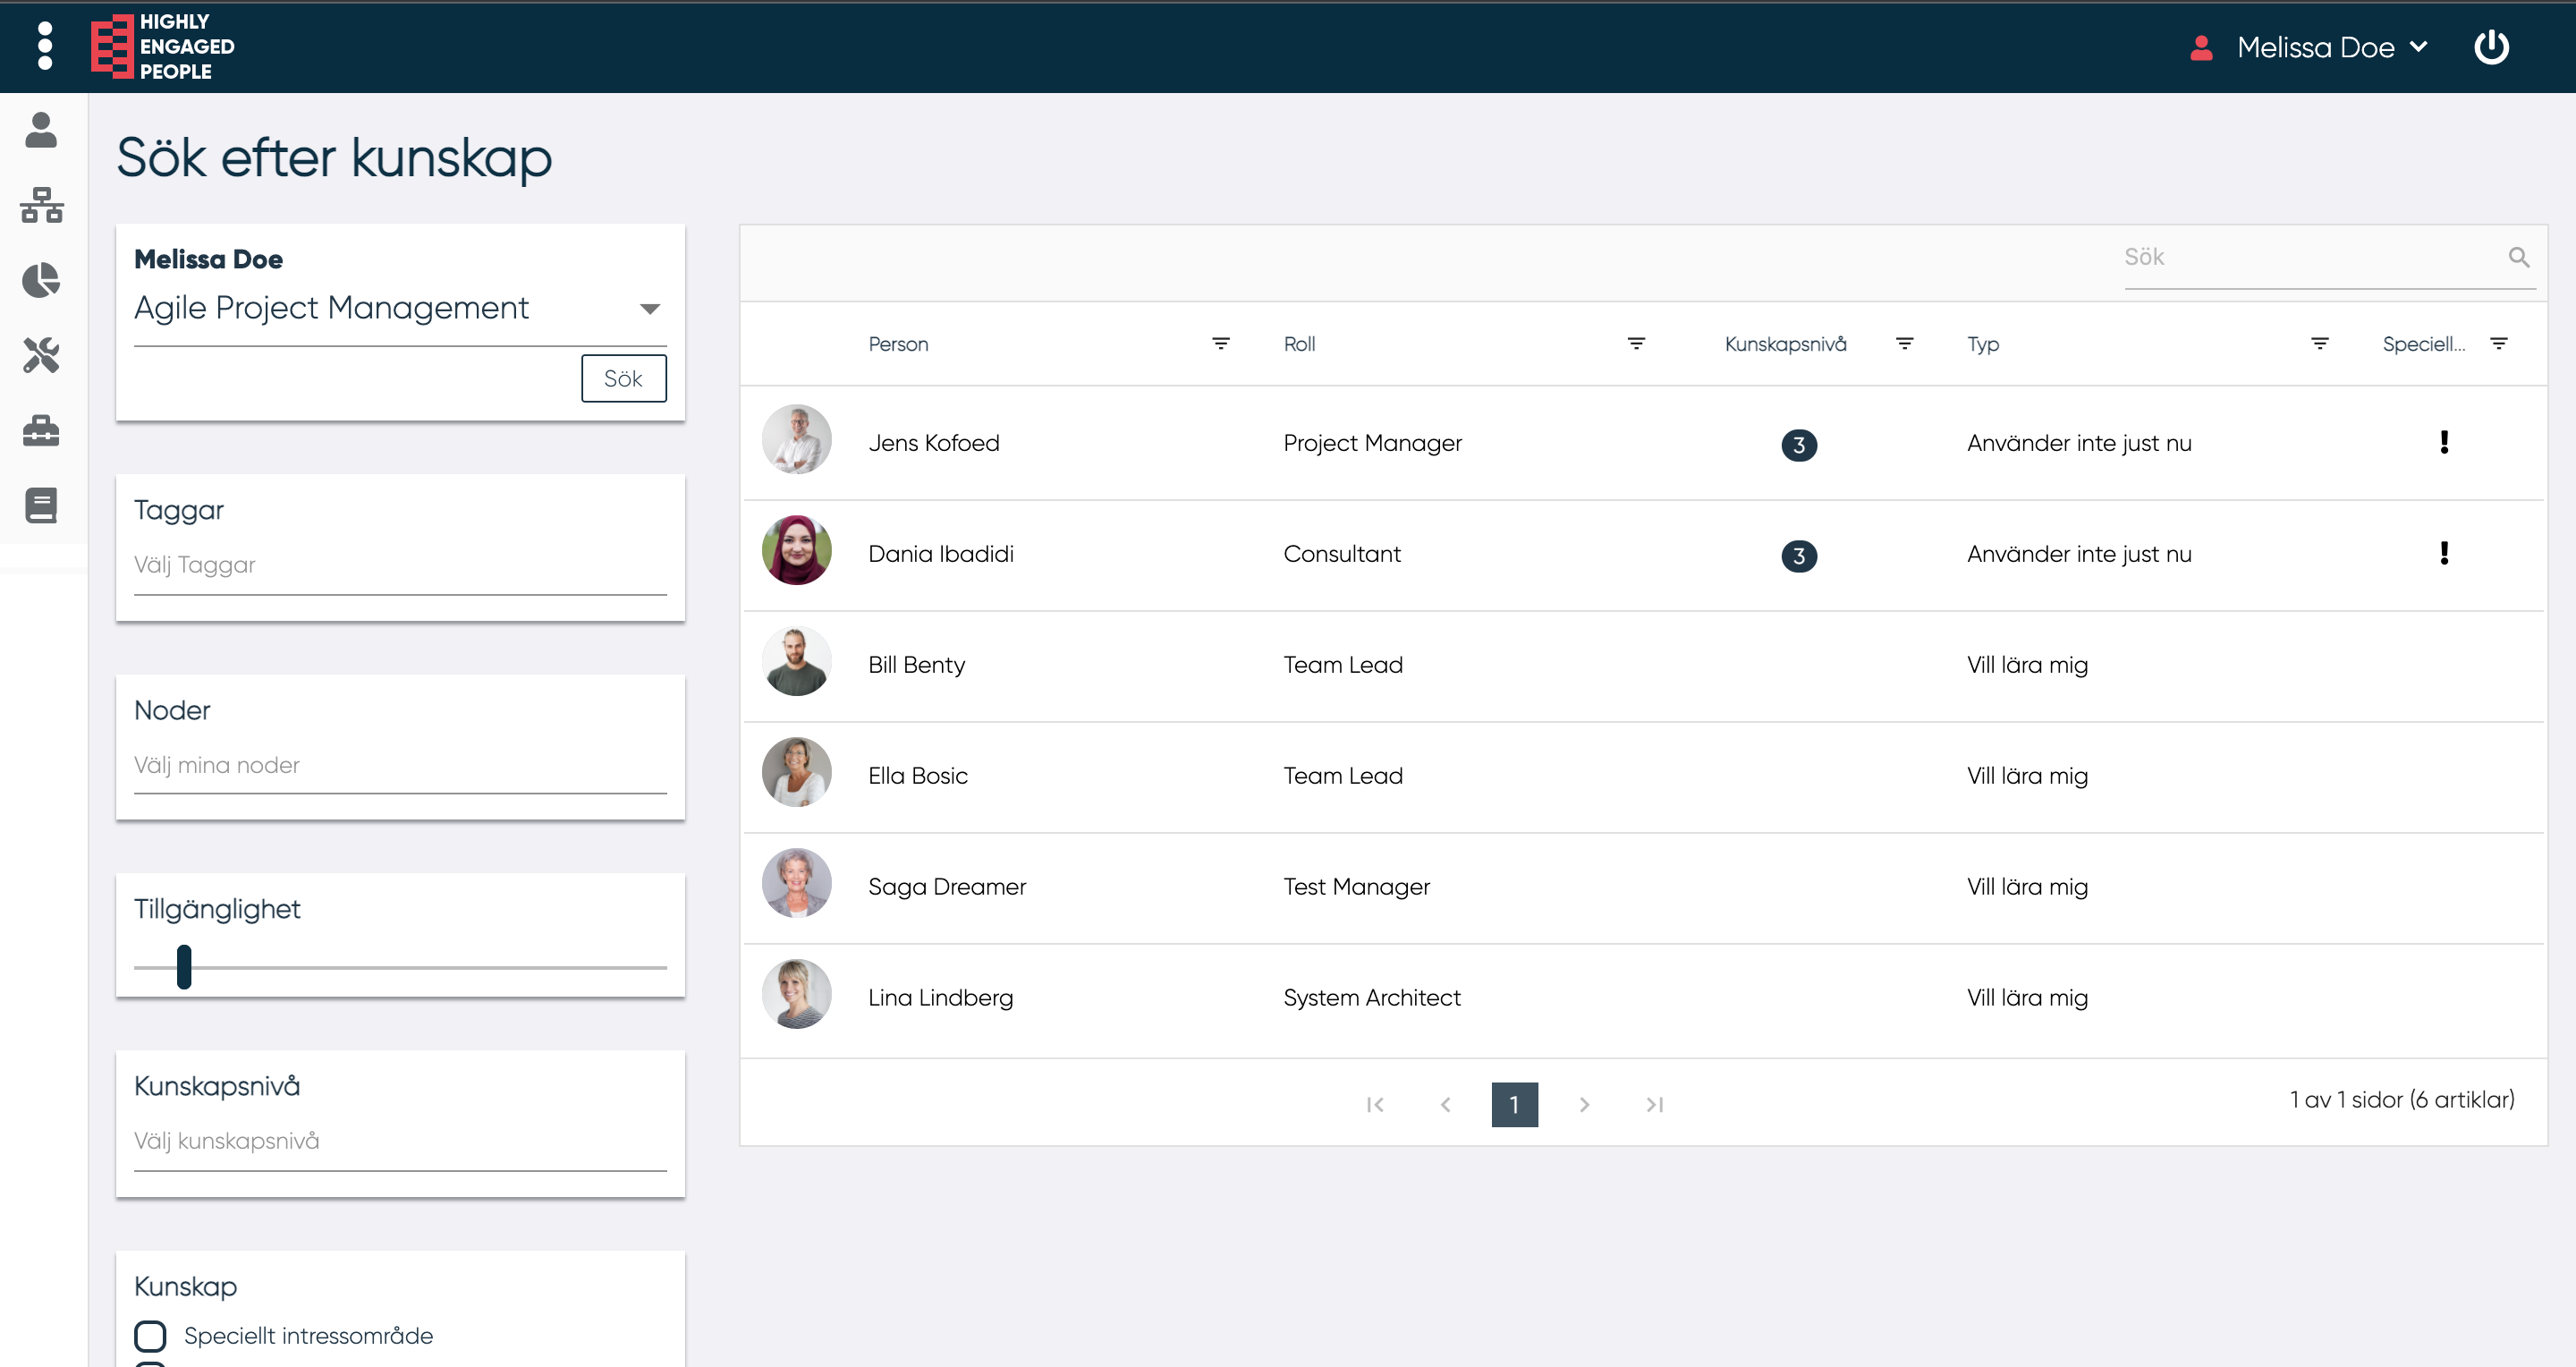 HIGHLY
ENGAGED
PEOPLE
Melissa Doe
Sök efter kunskap
Melissa Doe
Agile Project Management
Sök
Taggar
Välj Taggar
Noder
Välj mina noder
Tillgänglighet
Kunskapsnivå
Välj kunskapsnivå
Kunskap
Speciellt intressområde
Sök
Person Roll Kunskapsnivå Typ Speciell...
Jens Kofoed Project Manager 3 Använder inte just nu !
Dania Ibadidi Consultant 3 Använder inte just nu !
Bill Benty Team Lead Vill lära mig
Ella Bosic Team Lead Vill lära mig
Saga Dreamer Test Manager Vill lära mig
Lina Lindberg System Architect Vill lära mig
1
1 av 1 sidor (6 artiklar)